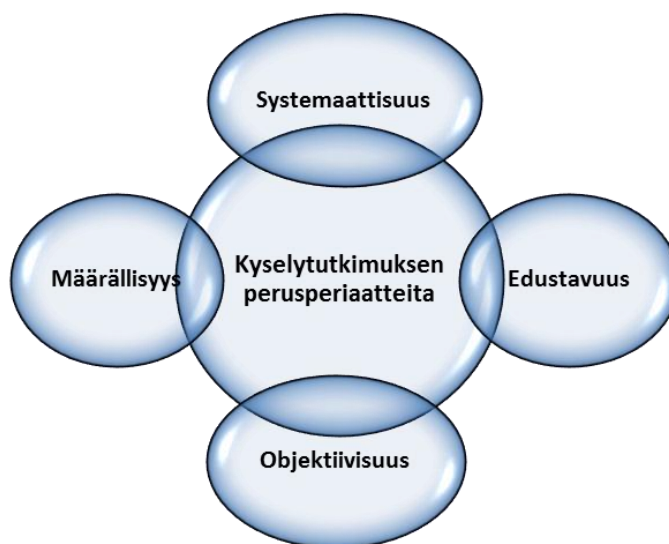 Systemaattisuus
Määrällisyys
Kyselytutkimuksen
perusperiaatteita
Edustavuus
Objektiivisuus